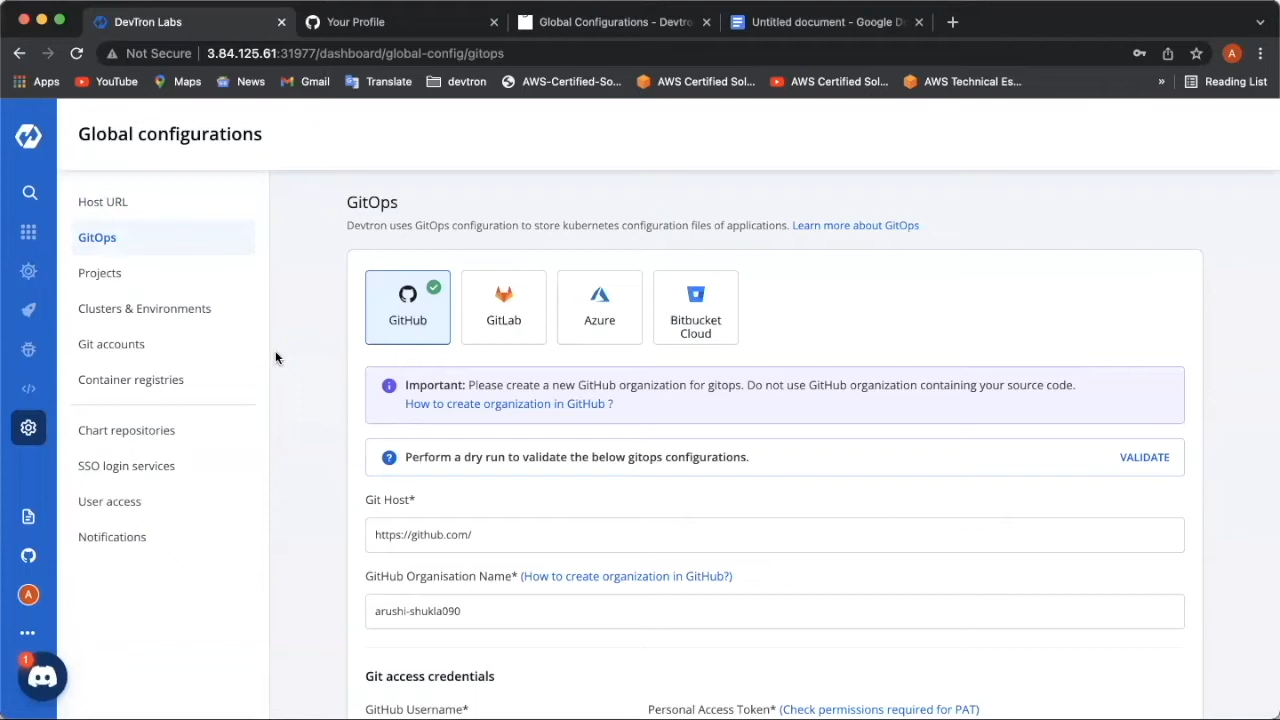 DevTron Labs
Your Profile
Global Configurations - Devtro
Untitled document - Google D
Not Secure
3.84.125.61:31977/dashboard/global-config/gitops
A
Apps
YouTube
Maps
News
Gmail
Translate
devtron
AWS-Certified-So...
AWS Certified Sol...
AWS Certified Sol...
AWS Technical Es...
»
Reading List
Global configurations
Host URL
GitOps
Projects
Clusters & Environments
Git accounts
Container registries
Chart repositories
SSO login services
User access
Notifications
A
1
GitOps
Devtron uses GitOps configuration to store kubernetes configuration files of applications. Learn more about GitOps
GitHub
GitLab
Azure
Bitbucket
Cloud
Important: Please create a new GitHub organization for gitops. Do not use GitHub organization containing your source code.
How to create organization in GitHub ?
Perform a dry run to validate the below gitops configurations.
VALIDATE
Git Host*
https://github.com/
GitHub Organisation Name* (How to create organization in GitHub?)
arushi-shukla090
Git access credentials
GitHub Username*
Personal Access Token* (Check permissions required for PAT)